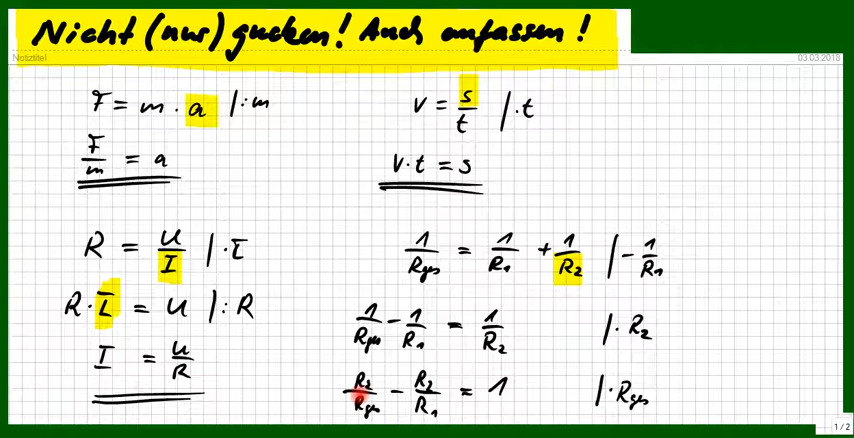 Nicht (nur) gucken! Auch anfassen!
Notiztitel
03.03.2018
F = m · a |:m
F/m = a
v = s/t |·t
v·t = s
R = U/I |·I
R·I = U |:R
I = U/R
1/Rges = 1/R1 + 1/R2 |-1/R1
1/Rges - 1/R1 = 1/R2 |·R2
R2/Rges - R2/R1 = 1 |·Rges
1 / 2